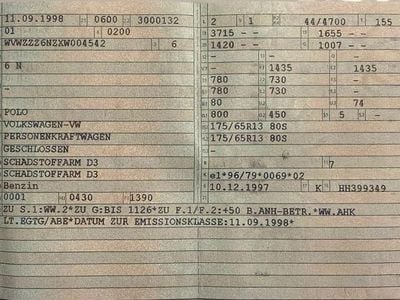 11.09.1998 0600 3000132
01 0200
WVWZZZ6NZXW004542 6
6 N
-
POLO
VOLKSWAGEN-VW
PERSONENKRAFTWAGEN
GESCHLOSSEN
SCHADSTOFFARM D3
SCHADSTOFFARM D3
Benzin
0001 0430 1390
2 1 44/4700 155
3715 -- 1655 --
1420 -- 1007 --
- 1435 1435
780 730 -
780 730 -
80 74
800 450 5 -
175/65R13 80S
175/65R13 80S
-
-
7
e1*96/79*0069*02
10.12.1997 K HH399349
ZU S.1:WW.2*ZU G:BIS 1126*ZU F.1/F.2:+50 B.ANH-BETR.*WW.AHK
LT.EGTG/ABE*DATUM ZUR EMISSIONSKLASSE:11.09.1998*